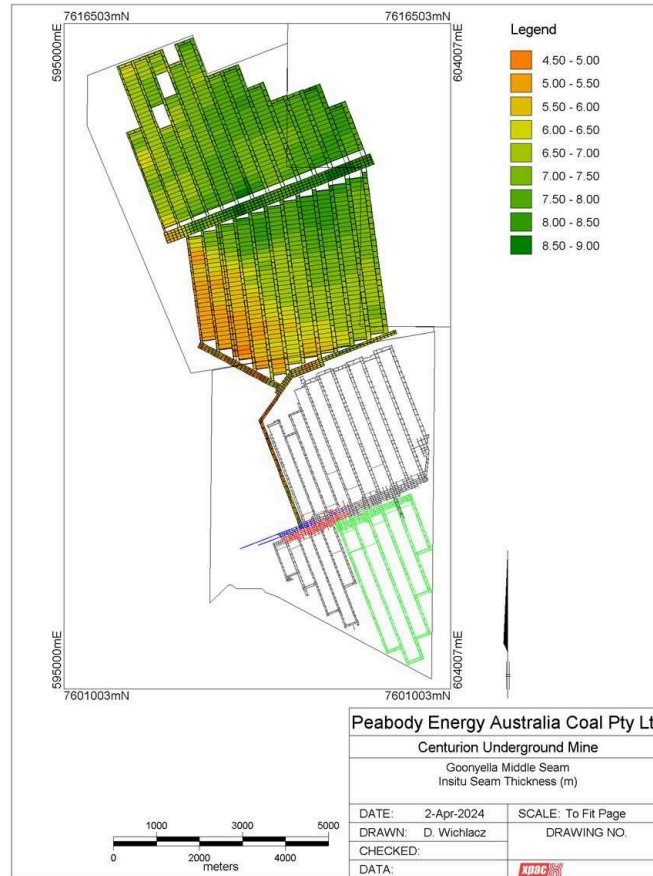 7616503mN
7616503mN
595000mE
604007mE
Legend
4.50 - 5.00
5.00 - 5.50
5.50 - 6.00
6.00 - 6.50
6.50 - 7.00
7.00 - 7.50
7.50 - 8.00
8.00 - 8.50
8.50 - 9.00
595000mE
604007mE
7601003mN
7601003mN
Peabody Energy Australia Coal Pty Lt
Centurion Underground Mine
Goonyella Middle Seam
Insitu Seam Thickness (m)
DATE: 2-Apr-2024 SCALE: To Fit Page
DRAWN: D. Wichlacz DRAWING NO.
CHECKED:
DATA: xpac
1000 3000 5000
0 2000 4000
meters